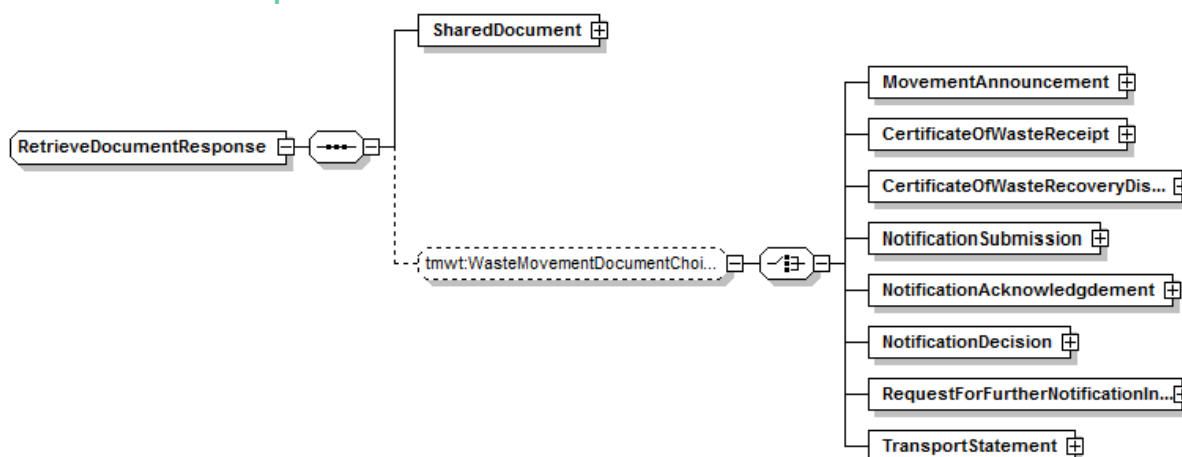 SharedDocument
RetrieveDocumentResponse
tmwt:WasteMovementDocumentChoi...
MovementAnnouncement
CertificateOfWasteReceipt
CertificateOfWasteRecoveryDis...
NotificationSubmission
NotificationAcknowledgdement
NotificationDecision
RequestForFurtherNotificationIn...
TransportStatement